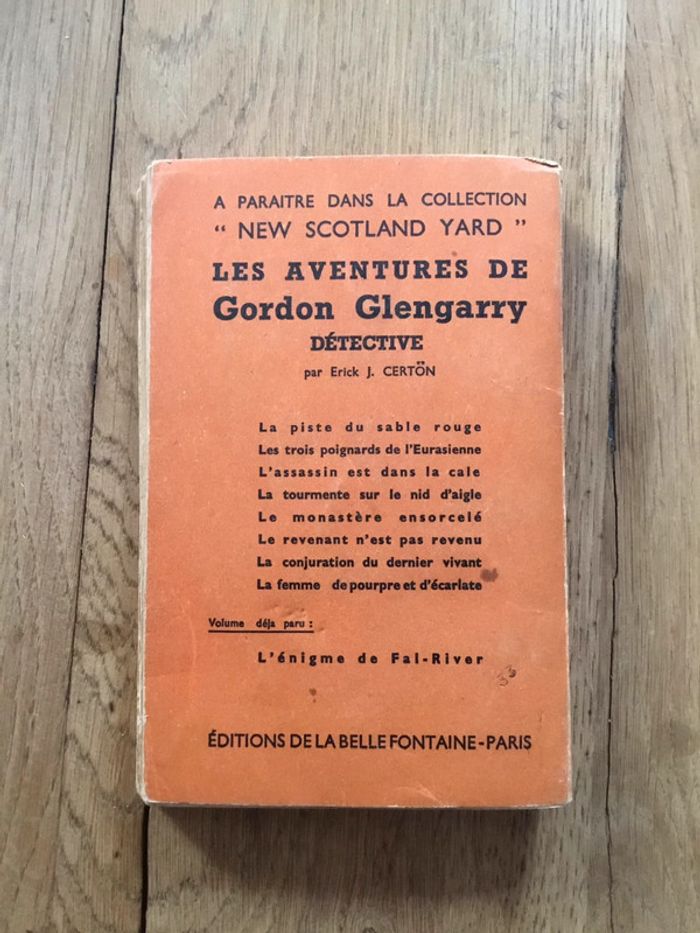 A PARAITRE DANS LA COLLECTION
“ NEW SCOTLAND YARD ”
LES AVENTURES DE
Gordon Glengarry
DÉTECTIVE
par Erick J. CERTÖN
La piste du sable rouge
Les trois poignards de l'Eurasienne
L'assassin est dans la cale
La tourmente sur le nid d'aigle
Le monastère ensorcelé
Le revenant n'est pas revenu
La conjuration du dernier vivant
La femme de pourpre et d'écarlate
Volume déja paru :
L'énigme de Fal-River
33
ÉDITIONS DE LA BELLE FONTAINE-PARIS